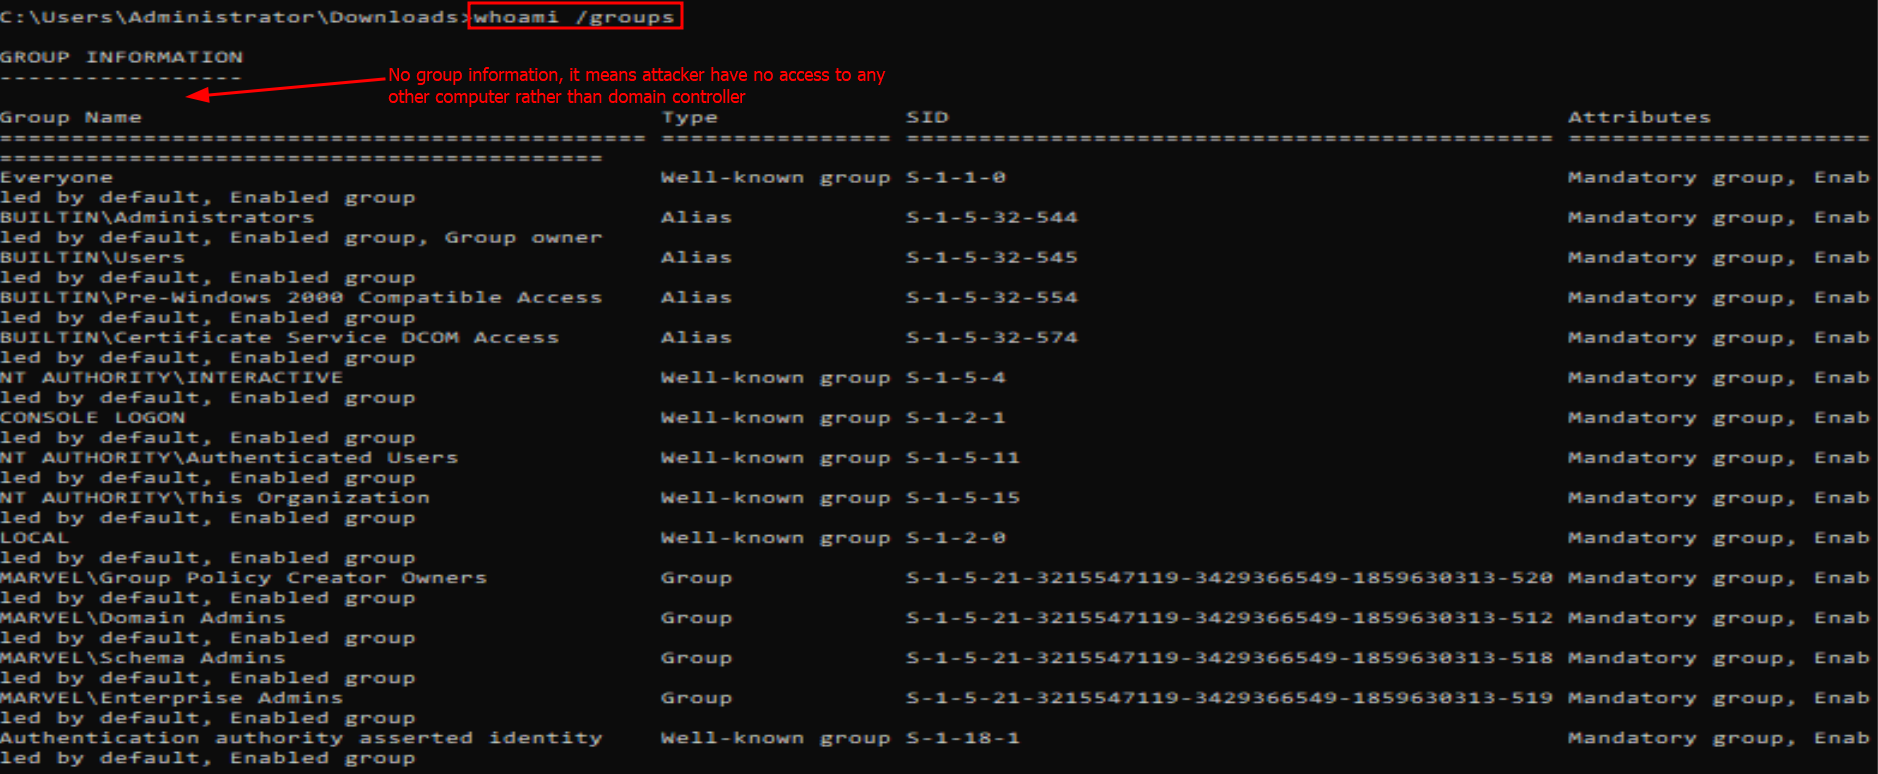 C:\Users\Administrator\Downloads>whoami /groups
GROUP INFORMATION
-----------------
No group information, it means attacker have no access to any
other computer rather than domain controller
Group Name Type SID Attributes
============================================= ================ ============================================= =====================
==========================================
Everyone Well-known group S-1-1-0 Mandatory group, Enab
led by default, Enabled group
BUILTIN\Administrators Alias S-1-5-32-544 Mandatory group, Enab
led by default, Enabled group, Group owner
BUILTIN\Users Alias S-1-5-32-545 Mandatory group, Enab
led by default, Enabled group
BUILTIN\Pre-Windows 2000 Compatible Access Alias S-1-5-32-554 Mandatory group, Enab
led by default, Enabled group
BUILTIN\Certificate Service DCOM Access Alias S-1-5-32-574 Mandatory group, Enab
led by default, Enabled group
NT AUTHORITY\INTERACTIVE Well-known group S-1-5-4 Mandatory group, Enab
led by default, Enabled group
CONSOLE LOGON Well-known group S-1-2-1 Mandatory group, Enab
led by default, Enabled group
NT AUTHORITY\Authenticated Users Well-known group S-1-5-11 Mandatory group, Enab
led by default, Enabled group
NT AUTHORITY\This Organization Well-known group S-1-5-15 Mandatory group, Enab
led by default, Enabled group
LOCAL Well-known group S-1-2-0 Mandatory group, Enab
led by default, Enabled group
MARVEL\Group Policy Creator Owners Group S-1-5-21-3215547119-3429366549-1859630313-520 Mandatory group, Enab
led by default, Enabled group
MARVEL\Domain Admins Group S-1-5-21-3215547119-3429366549-1859630313-512 Mandatory group, Enab
led by default, Enabled group
MARVEL\Schema Admins Group S-1-5-21-3215547119-3429366549-1859630313-518 Mandatory group, Enab
led by default, Enabled group
MARVEL\Enterprise Admins Group S-1-5-21-3215547119-3429366549-1859630313-519 Mandatory group, Enab
led by default, Enabled group
Authentication authority asserted identity Well-known group S-1-18-1 Mandatory group, Enab
led by default, Enabled group